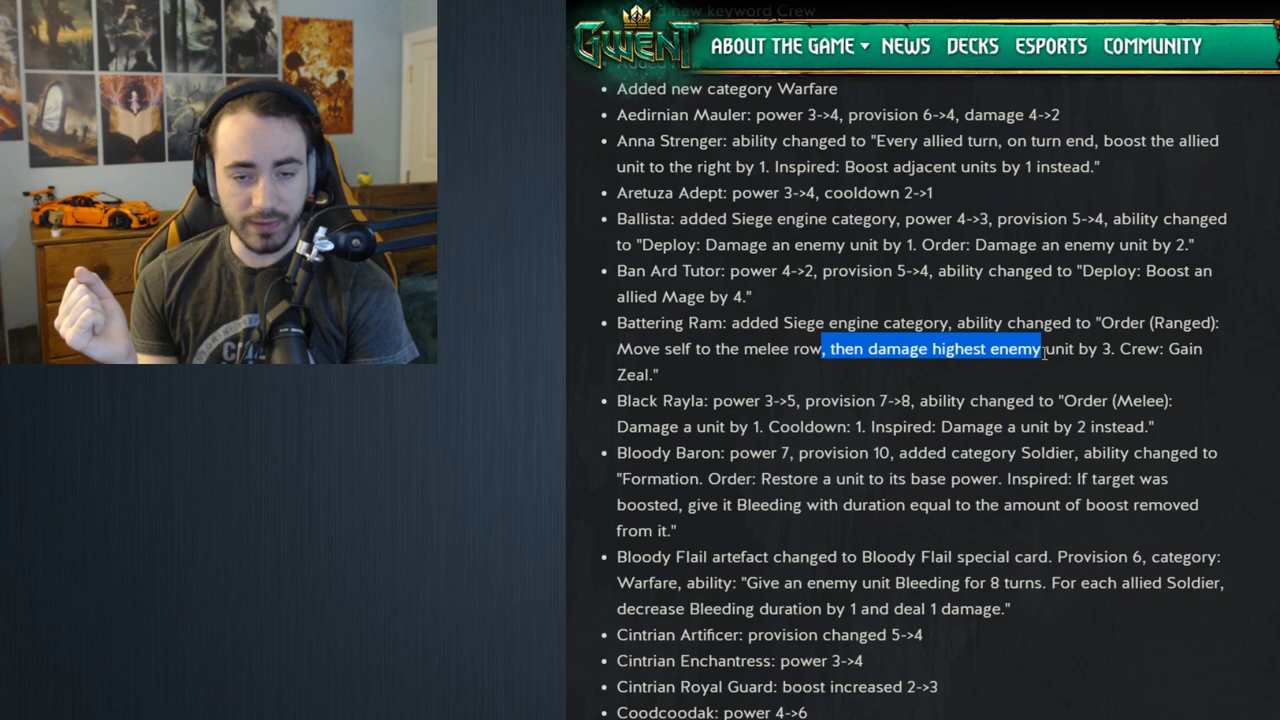 new keyword Crew
GWENT
ABOUT THE GAME NEWS DECKS ESPORTS COMMUNITY
Added
• Added new category Warfare
• Aedirnian Mauler: power 3->4, provision 6->4, damage 4->2
• Anna Strenger: ability changed to "Every allied turn, on turn end, boost the allied
unit to the right by 1. Inspired: Boost adjacent units by 1 instead."
• Aretuza Adept: power 3->4, cooldown 2->1
• Ballista: added Siege engine category, power 4->3, provision 5->4, ability changed
to "Deploy: Damage an enemy unit by 1. Order: Damage an enemy unit by 2."
• Ban Ard Tutor: power 4->2, provision 5->4, ability changed to "Deploy: Boost an
allied Mage by 4."
• Battering Ram: added Siege engine category, ability changed to "Order (Ranged):
Move self to the melee row, then damage highest enemy unit by 3. Crew: Gain
Zeal."
• Black Rayla: power 3->5, provision 7->8, ability changed to "Order (Melee):
Damage a unit by 1. Cooldown: 1. Inspired: Damage a unit by 2 instead."
• Bloody Baron: power 7, provision 10, added category Soldier, ability changed to
"Formation. Order: Restore a unit to its base power. Inspired: If target was
boosted, give it Bleeding with duration equal to the amount of boost removed
from it."
• Bloody Flail artefact changed to Bloody Flail special card. Provision 6, category:
Warfare, ability: "Give an enemy unit Bleeding for 8 turns. For each allied Soldier,
decrease Bleeding duration by 1 and deal 1 damage."
• Cintrian Artificer: provision changed 5->4
• Cintrian Enchantress: power 3->4
• Cintrian Royal Guard: boost increased 2->3
• Coodcoodak: power 4->6